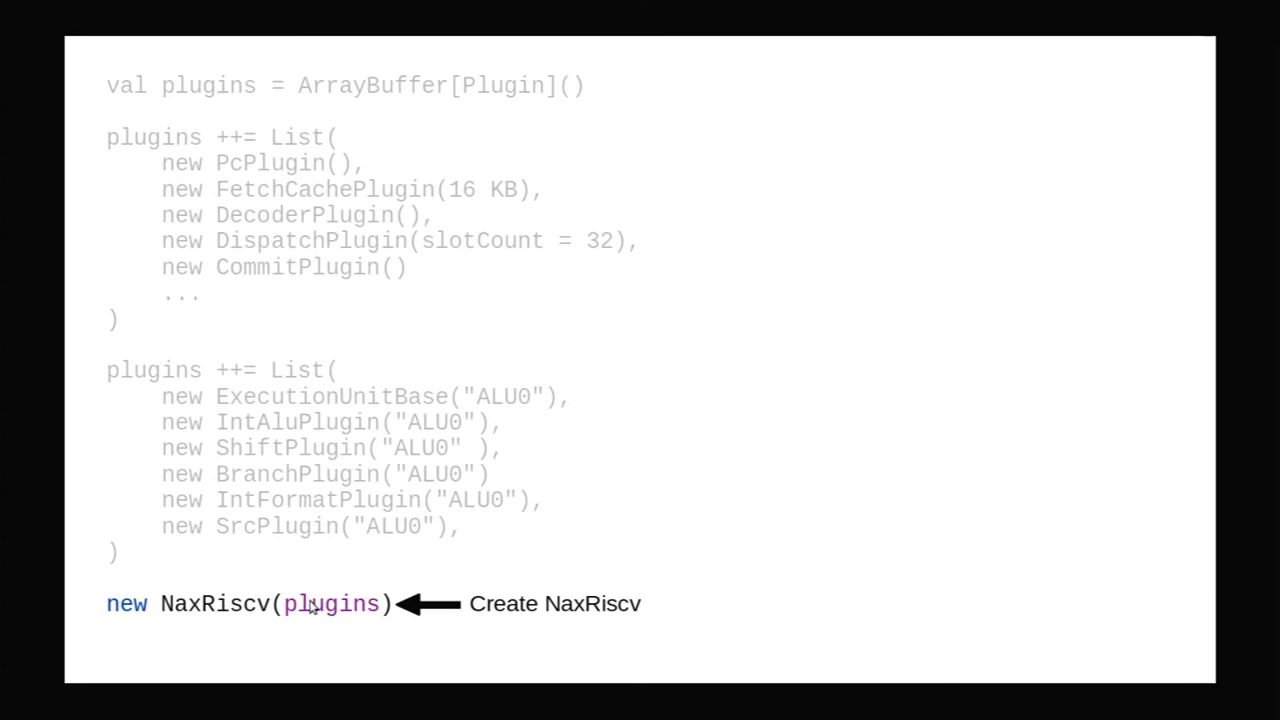 val plugins = ArrayBuffer[Plugin]()
plugins ++= List(
new PcPlugin(),
new FetchCachePlugin(16 KB),
new DecoderPlugin(),
new DispatchPlugin(slotCount = 32),
new CommitPlugin()
...
)
plugins ++= List(
new ExecutionUnitBase("ALU0"),
new IntAluPlugin("ALU0"),
new ShiftPlugin("ALU0" ),
new BranchPlugin("ALU0")
new IntFormatPlugin("ALU0"),
new SrcPlugin("ALU0"),
)
new NaxRiscv(plugins) Create NaxRiscv